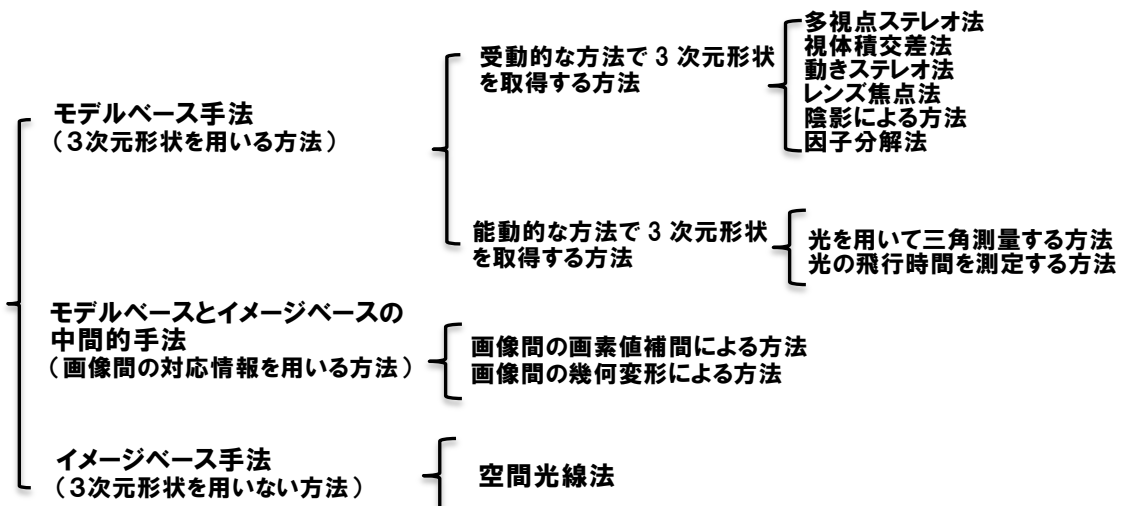 モデルベース手法
（３次元形状を用いる方法）
受動的な方法で３次元形状
を取得する方法
多視点ステレオ法
視体積交差法
動きステレオ法
レンズ焦点法
陰影による方法
因子分解法
能動的な方法で３次元形状
を取得する方法
光を用いて三角測量する方法
光の飛行時間を測定する方法
モデルベースとイメージベースの
中間的手法
（画像間の対応情報を用いる方法）
画像間の画素値補間による方法
画像間の幾何変形による方法
イメージベース手法
（３次元形状を用いない方法）
空間光線法